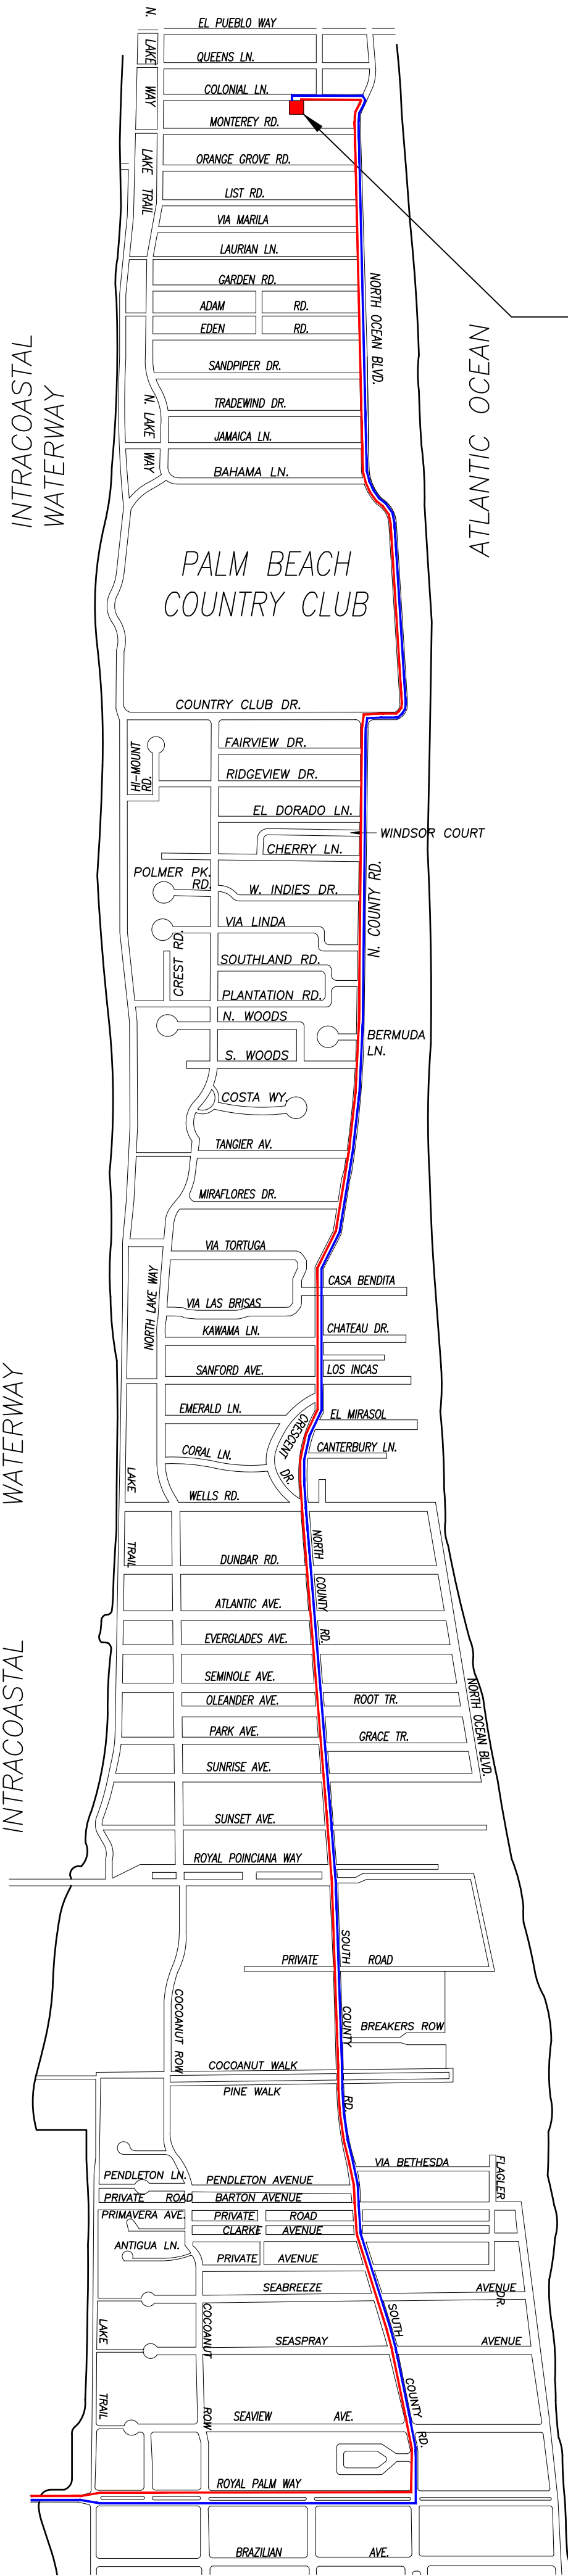 EL PUEBLO WAY
N. LAKE WAY
QUEENS LN.
COLONIAL LN.
MONTEREY RD.
LAKE TRAIL
ORANGE GROVE RD.
LIST RD.
VIA MARILA
LAURIAN LN.
GARDEN RD.
NORTH OCEAN BLVD.
ADAM RD.
EDEN RD.
INTRACOASTAL
WATERWAY
ATLANTIC OCEAN
SANDPIPER DR.
TRADEWIND DR.
N. LAKE WAY
JAMAICA LN.
BAHAMA LN.
PALM BEACH
COUNTRY CLUB
COUNTRY CLUB DR.
FAIRVIEW DR.
HI-MOUNT
RD.
RIDGEVIEW DR.
EL DORADO LN.
WINDSOR COURT
CHERRY LN.
N. COUNTY RD.
POLMER PK.
RD.
W. INDIES DR.
VIA LINDA
CREST RD.
SOUTHLAND RD.
PLANTATION RD.
N. WOODS
BERMUDA
LN.
S. WOODS
COSTA WY.
TANGIER AV.
MIRAFLORES DR.
VIA TORTUGA
NORTH LAKE WAY
CASA BENDITA
VIA LAS BRISAS
KAWAMA LN.
CHATEAU DR.
SANFORD AVE.
LOS INCAS
INTRACOASTAL WATERWAY
EMERALD LN.
CRESCENT DR.
EL MIRASOL
CORAL LN.
CANTERBURY LN.
LAKE TRAIL
WELLS RD.
NORTH COUNTY RD.
DUNBAR RD.
ATLANTIC AVE.
EVERGLADES AVE.
SEMINOLE AVE.
NORTH OCEAN BLVD.
OLEANDER AVE.
ROOT TR.
PARK AVE.
GRACE TR.
SUNRISE AVE.
SUNSET AVE.
ROYAL POINCIANA WAY
SOUTH COUNTY RD.
PRIVATE ROAD
COCOANUT ROW
BREAKERS ROW
COCOANUT WALK
PINE WALK
VIA BETHESDA
FLAGLER DR.
PENDLETON LN.
PENDLETON AVENUE
PRIVATE ROAD
BARTON AVENUE
PRIMAVERA AVE.
PRIVATE ROAD
CLARKE AVENUE
ANTIGUA LN.
PRIVATE AVENUE
SEABREEZE AVENUE
COCOANUT ROW
SOUTH COUNTY RD.
LAKE TRAIL
SEASPRAY AVENUE
SEAVIEW AVE.
ROYAL PALM WAY
BRAZILIAN AVE.